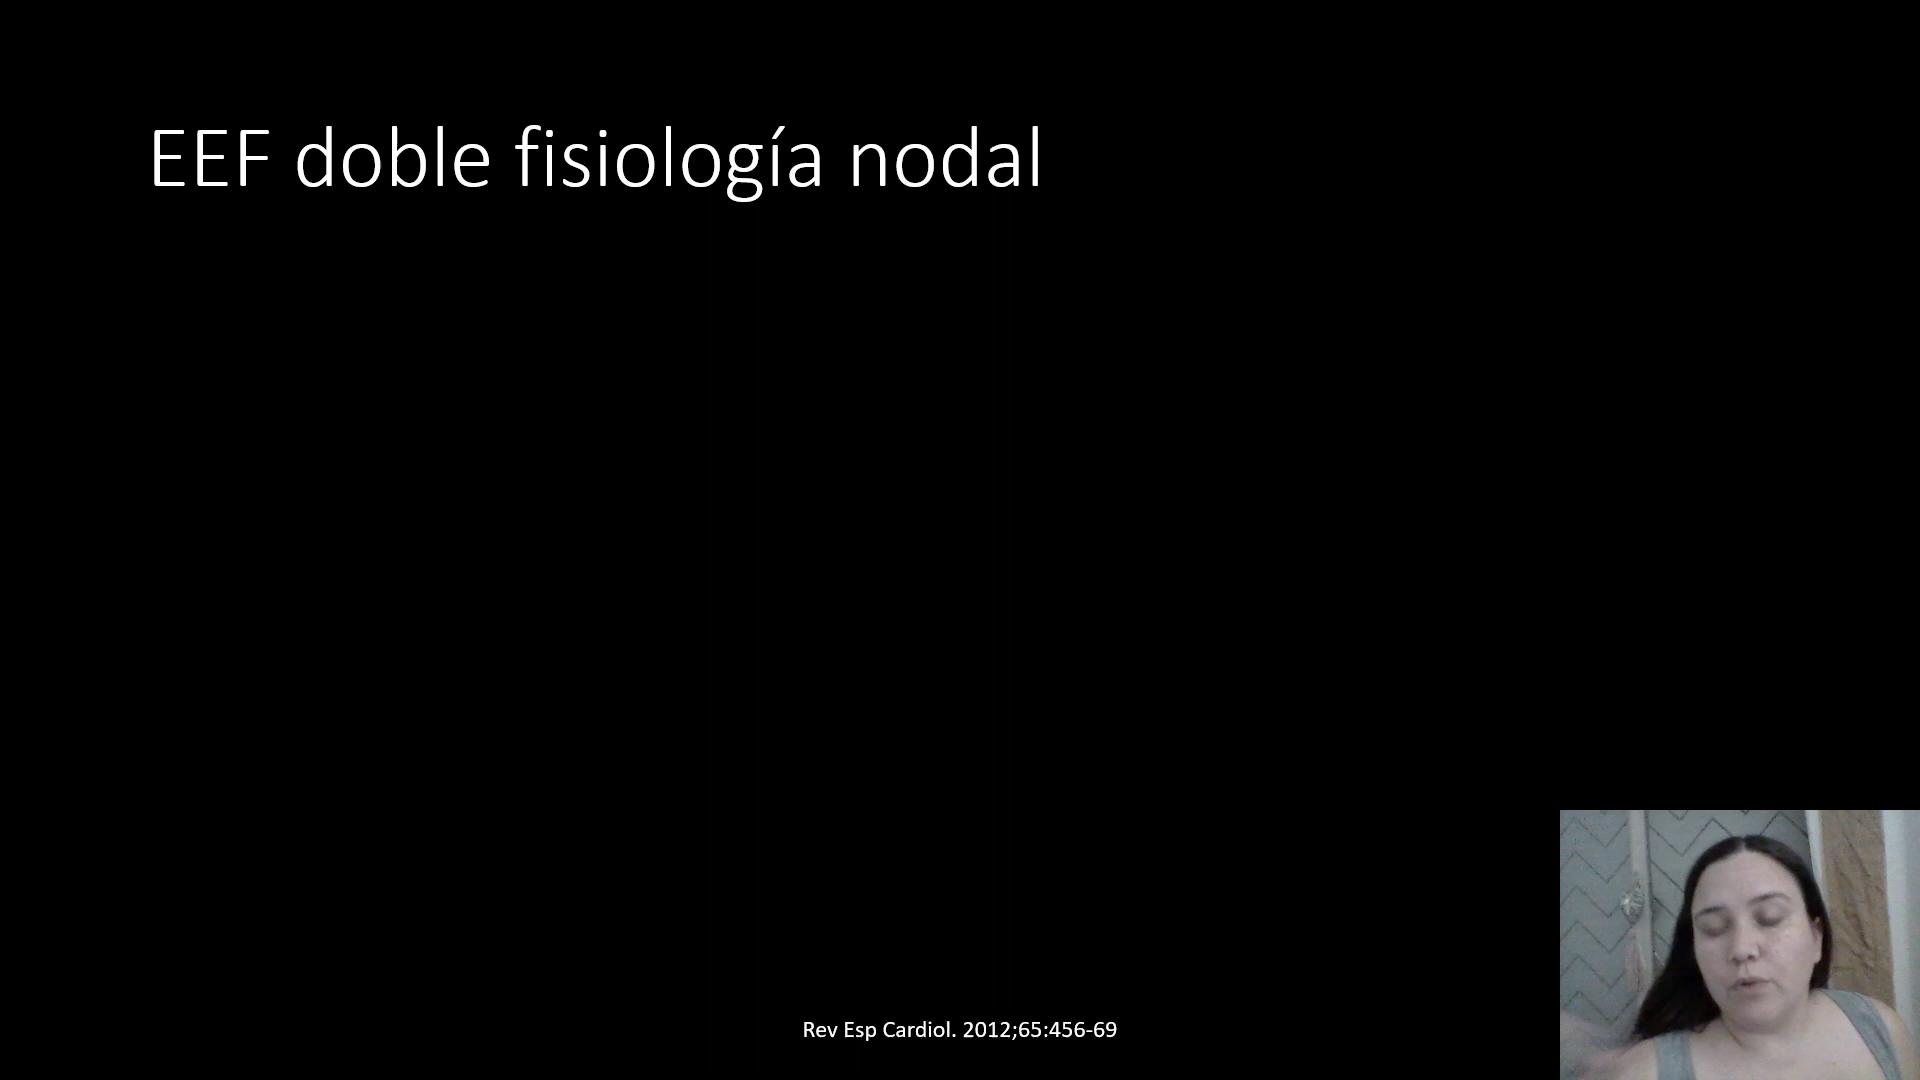 EEF doble fisiología nodal
Rev Esp Cardiol. 2012;65:456-69